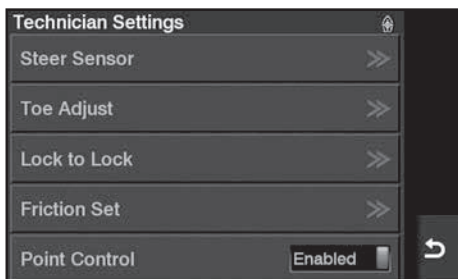 Technician Settings
Steer Sensor
Toe Adjust
Lock to Lock
Friction Set
Point Control Enabled